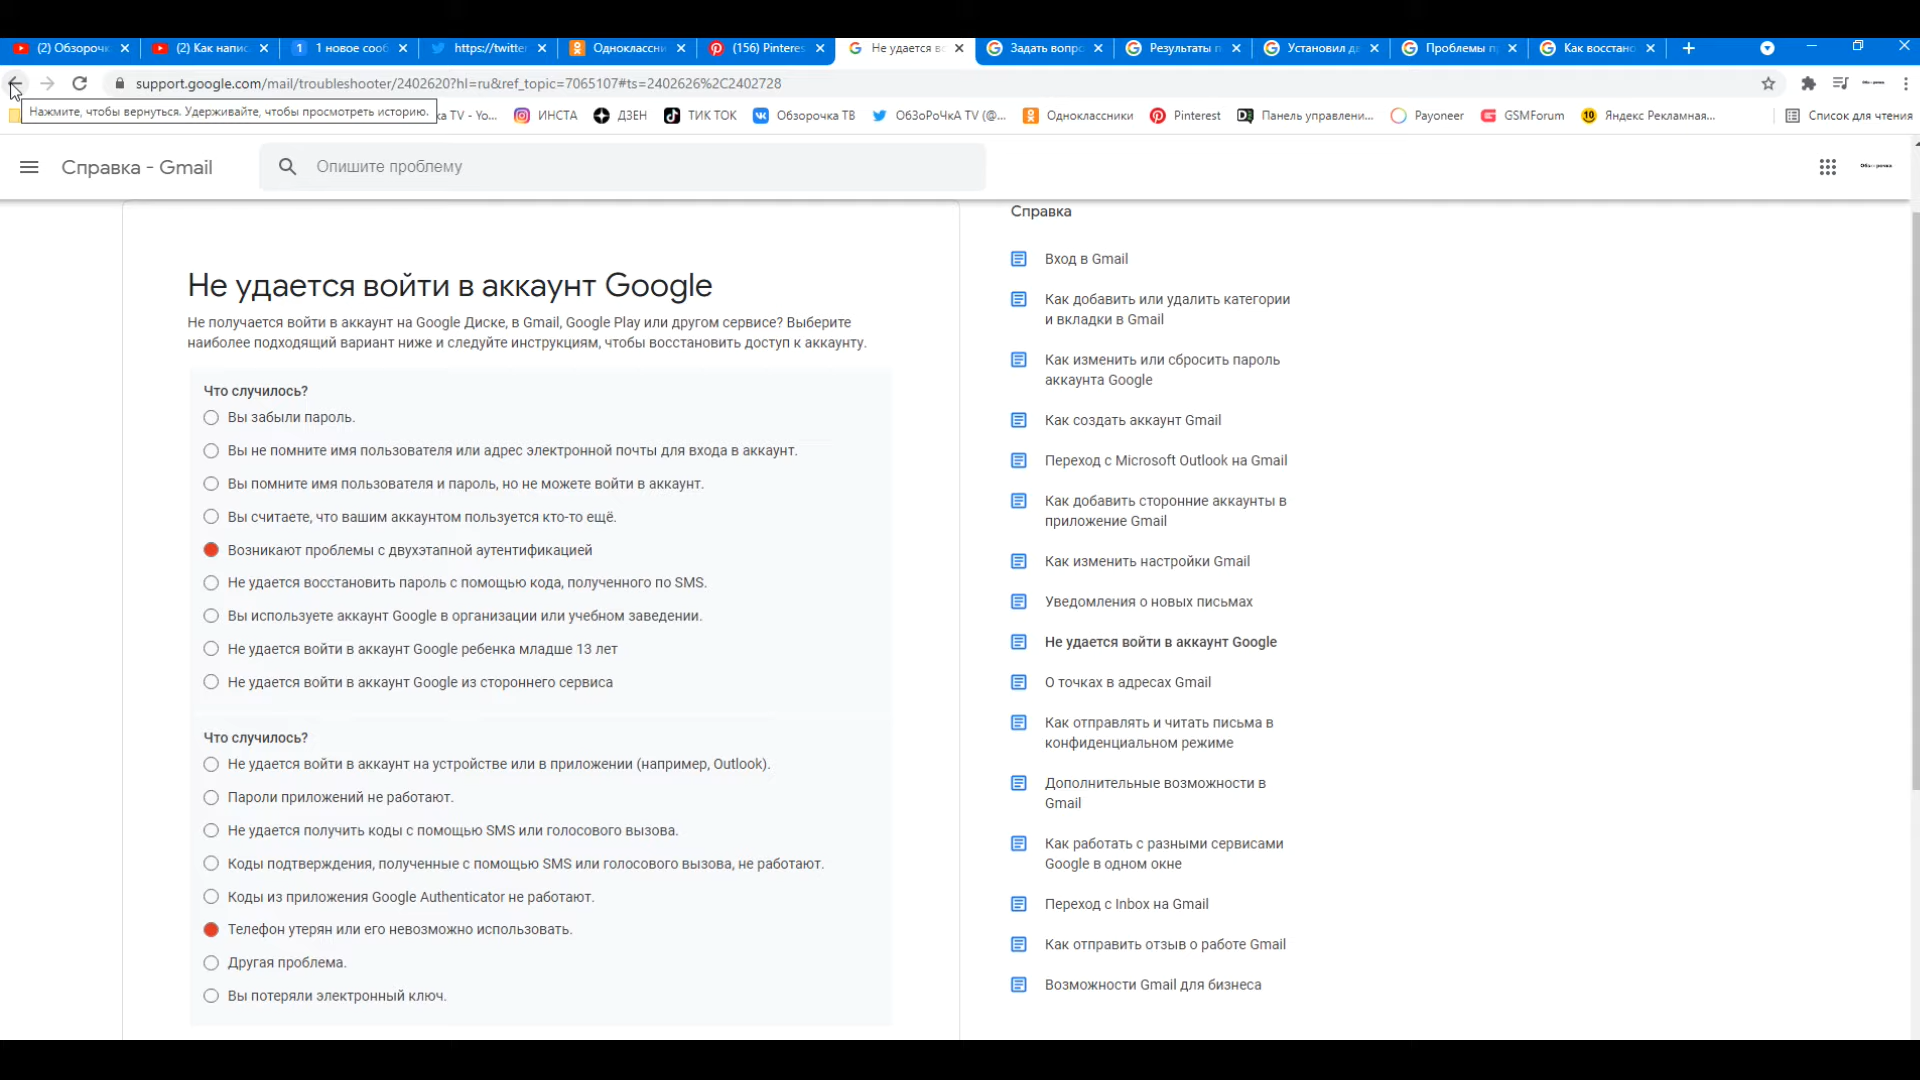 (2) Обзороч
(2) Как напис
1 новое сооб
https://twitte
Одноклассни
(156) Pinteres
Не удается во
Задать вопро
Результаты п
Установил дв
Проблемы п
Как восстано
support.google.com/mail/troubleshooter/2402620?hl=ru&ref_topic=7065107#ts=2402626%2C2402728
Нажмите, чтобы вернуться. Удерживайте, чтобы просмотреть историю.
ка TV - Yo...
ИНСТА
ДЗЕН
ТИК ТОК
Обзорочка ТВ
ОбЗоРоЧкА TV (@...
Одноклассники
Pinterest
Панель управлени...
Payoneer
GSMForum
Яндекс Рекламная...
Список для чтения
Справка - Gmail
Опишите проблему
Не удается войти в аккаунт Google
Не получается войти в аккаунт на Google Диске, в Gmail, Google Play или другом сервисе? Выберите
наиболее подходящий вариант ниже и следуйте инструкциям, чтобы восстановить доступ к аккаунту.
Что случилось?
Вы забыли пароль.
Вы не помните имя пользователя или адрес электронной почты для входа в аккаунт.
Вы помните имя пользователя и пароль, но не можете войти в аккаунт.
Вы считаете, что вашим аккаунтом пользуется кто-то ещё.
Возникают проблемы с двухэтапной аутентификацией
Не удается восстановить пароль с помощью кода, полученного по SMS.
Вы используете аккаунт Google в организации или учебном заведении.
Не удается войти в аккаунт Google ребенка младше 13 лет
Не удается войти в аккаунт Google из стороннего сервиса
Что случилось?
Не удается войти в аккаунт на устройстве или в приложении (например, Outlook).
Пароли приложений не работают.
Не удается получить коды с помощью SMS или голосового вызова.
Коды подтверждения, полученные с помощью SMS или голосового вызова, не работают.
Коды из приложения Google Authenticator не работают.
Телефон утерян или его невозможно использовать.
Другая проблема.
Вы потеряли электронный ключ.
Справка
Вход в Gmail
Как добавить или удалить категории
и вкладки в Gmail
Как изменить или сбросить пароль
аккаунта Google
Как создать аккаунт Gmail
Переход с Microsoft Outlook на Gmail
Как добавить сторонние аккаунты в
приложение Gmail
Как изменить настройки Gmail
Уведомления о новых письмах
Не удается войти в аккаунт Google
О точках в адресах Gmail
Как отправлять и читать письма в
конфиденциальном режиме
Дополнительные возможности в
Gmail
Как работать с разными сервисами
Google в одном окне
Переход с Inbox на Gmail
Как отправить отзыв о работе Gmail
Возможности Gmail для бизнеса